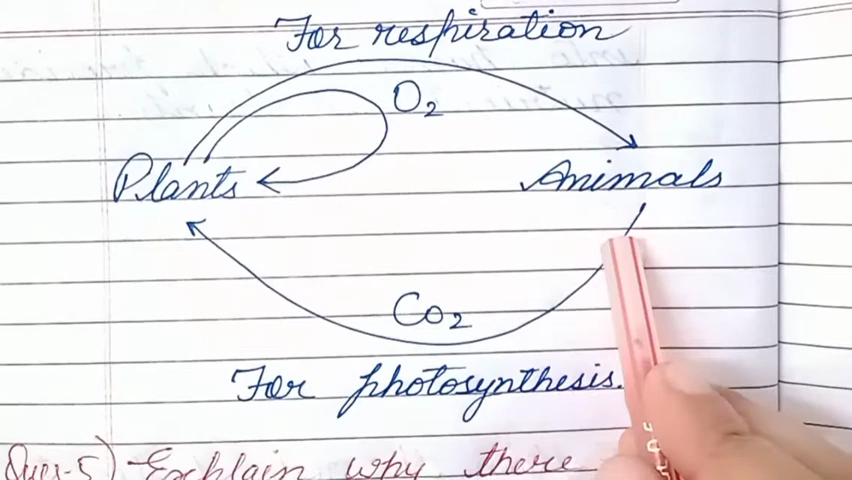 For respiration
O2
Plants
Animals
Co2
For photosynthesis.
Ques-5) Explain why there